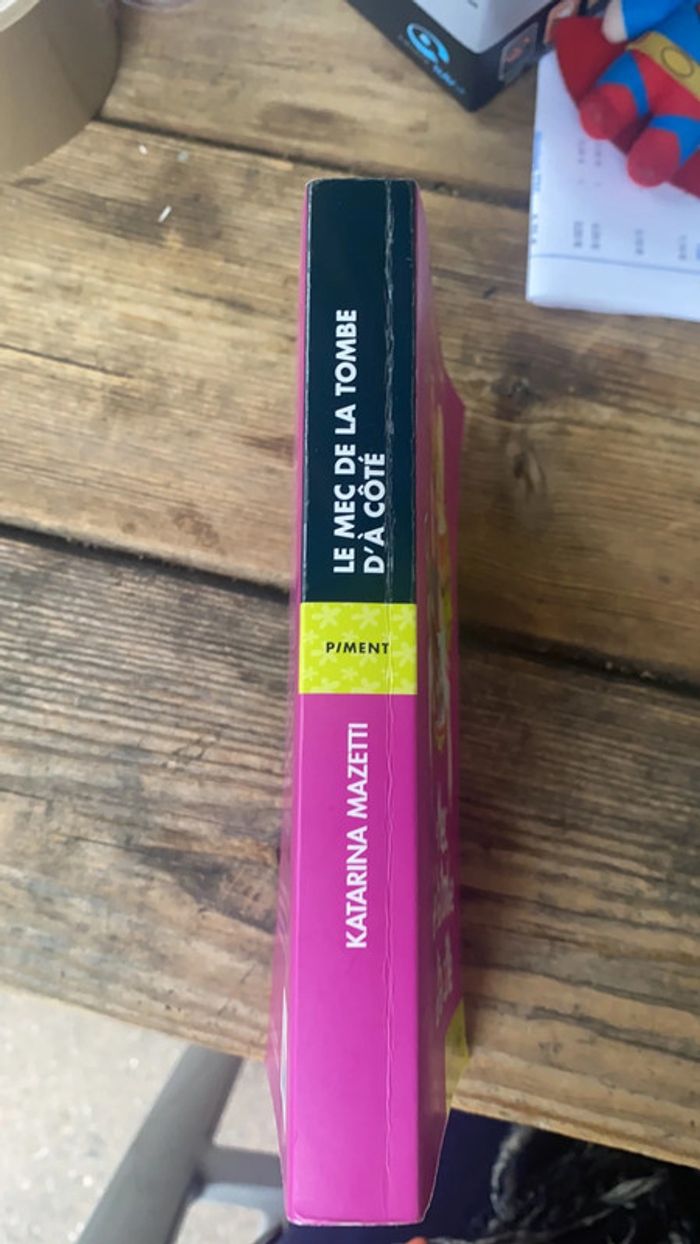 LE MEC DE LA TOMBE
D'À CÔTÉ
PIMENT
KATARINA MAZETTI